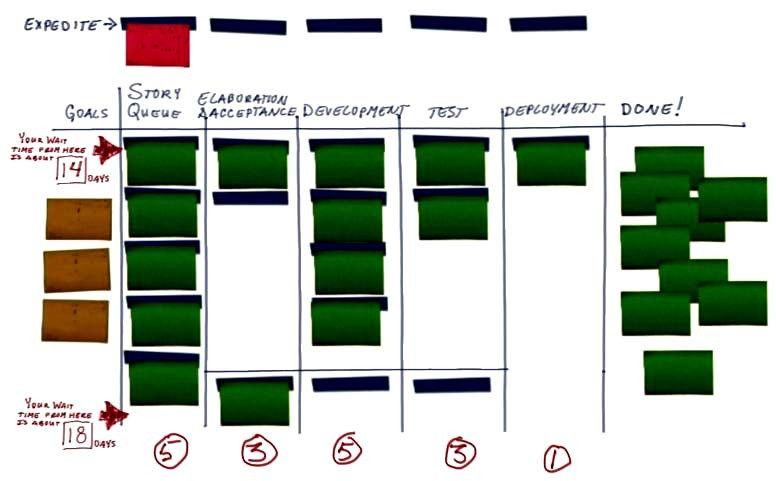 EXPEDITE→
GOALS
STORY
QUEUE
ELABORATION
& ACCEPTANCE
DEVELOPMENT
TEST
DEPLOYMENT
DONE!
YOUR WAIT
TIME FROM HERE
IS ABOUT
14
DAYS
YOUR WAIT
TIME FROM HERE
IS ABOUT
18
DAYS
5
3
5
3
1